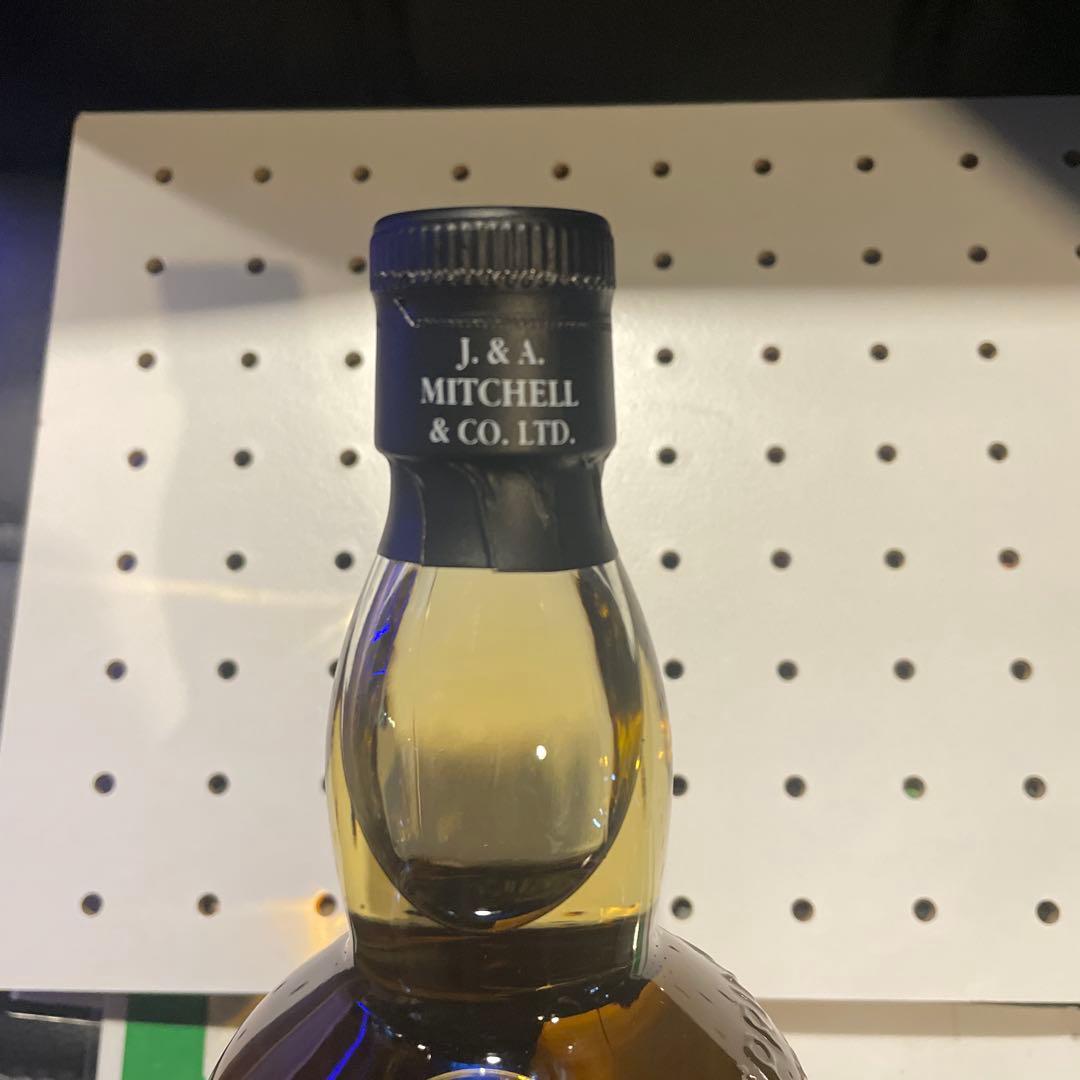 J. & A.
MITCHELL
& CO. LTD.